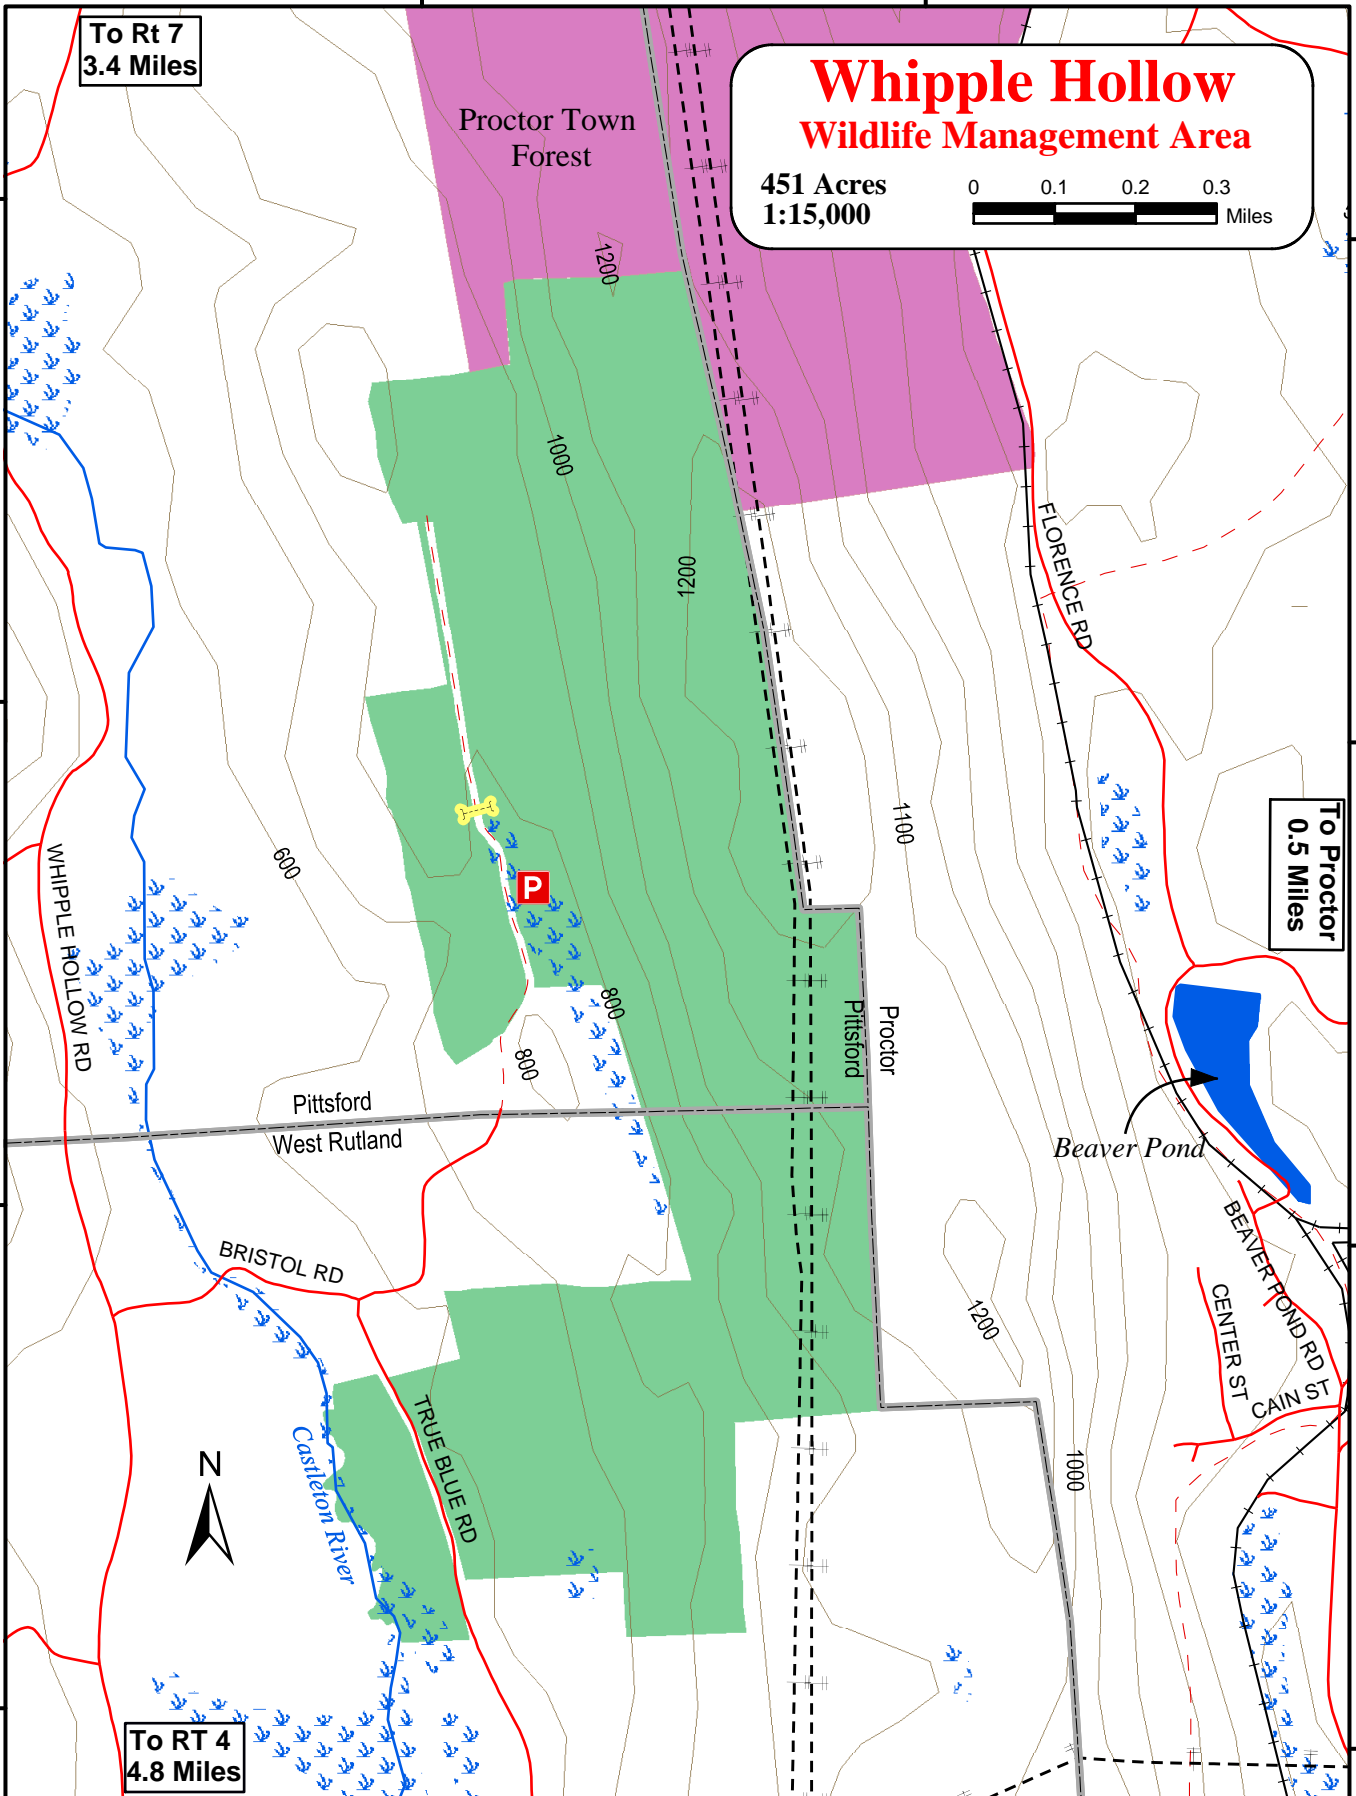 To Rt 7
3.4 Miles
Whipple Hollow
Wildlife Management Area
451 Acres
1:15,000
0 0.1 0.2 0.3
Miles
Proctor Town
Forest
1200
1000
1200
FLORENCE RD
To Proctor
0.5 Miles
1100
600
WHIPPLE HOLLOW RD
P
800
800
Pittsford
Proctor
Pittsford
West Rutland
Beaver Pond
BRISTOL RD
BEAVER POND RD
CENTER ST
CAIN ST
1200
TRUE BLUE RD
Castleton River
1000
N
To RT 4
4.8 Miles